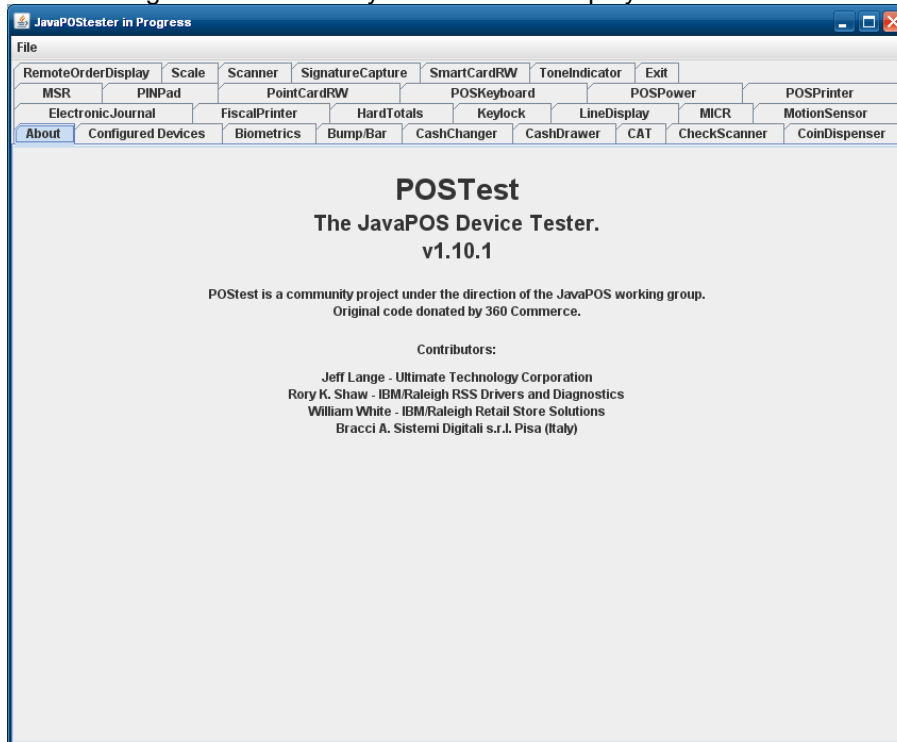 JavaPOStester in Progress
File
RemoteOrderDisplay Scale Scanner SignatureCapture SmartCardRW ToneIndicator Exit
MSR PINPad PointCardRW POSKeyboard POSPower POSPrinter
ElectronicJournal FiscalPrinter HardTotals Keylock LineDisplay MICR MotionSensor
About Configured Devices Biometrics Bump/Bar CashChanger CashDrawer CAT CheckScanner CoinDispenser
POSTest
The JavaPOS Device Tester.
v1.10.1
POStest is a community project under the direction of the JavaPOS working group.
Original code donated by 360 Commerce.
Contributors:
Jeff Lange - Ultimate Technology Corporation
Rory K. Shaw - IBM/Raleigh RSS Drivers and Diagnostics
William White - IBM/Raleigh Retail Store Solutions
Bracci A. Sistemi Digitali s.r.l. Pisa (Italy)